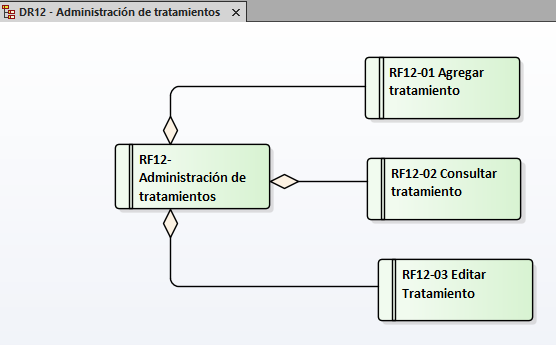 DR12 - Administración de tratamientos
RF12-01 Agregar
tratamiento
RF12-
Administración de
tratamientos
RF12-02 Consultar
tratamiento
RF12-03 Editar
Tratamiento